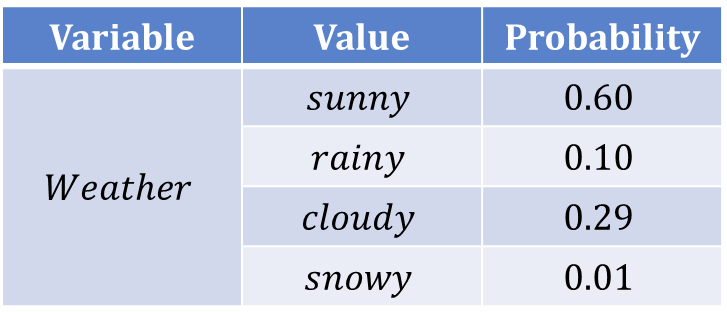 Variable Value Probability
Weather
sunny 0.60
rainy 0.10
cloudy 0.29
snowy 0.01